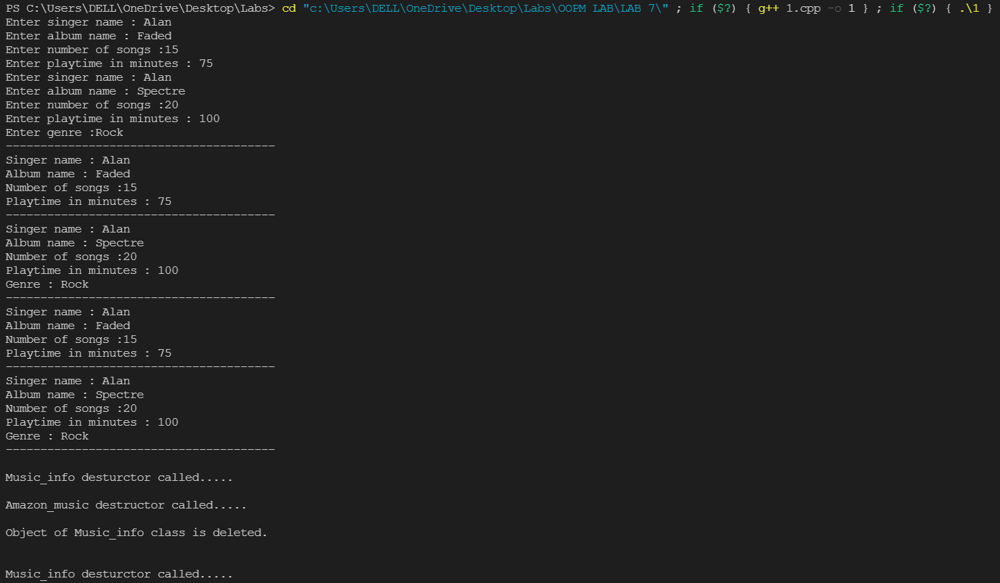 PS C:\Users\DELL\OneDrive\Desktop\Labs> cd "c:\Users\DELL\OneDrive\Desktop\Labs\OOPM LAB\LAB 7\" ; if ($?) { g++ 1.cpp -o 1 } ; if ($?) { .\1 }
Enter singer name : Alan
Enter album name : Faded
Enter number of songs :15
Enter playtime in minutes : 75
Enter singer name : Alan
Enter album name : Spectre
Enter number of songs :20
Enter playtime in minutes : 100
Enter genre :Rock
---------------------------------------
Singer name : Alan
Album name : Faded
Number of songs :15
Playtime in minutes : 75
---------------------------------------
Singer name : Alan
Album name : Spectre
Number of songs :20
Playtime in minutes : 100
Genre : Rock
---------------------------------------
Singer name : Alan
Album name : Faded
Number of songs :15
Playtime in minutes : 75
---------------------------------------
Singer name : Alan
Album name : Spectre
Number of songs :20
Playtime in minutes : 100
Genre : Rock
---------------------------------------
Music_info desturctor called.....
Amazon_music destructor called.....
Object of Music_info class is deleted.
Music_info desturctor called.....